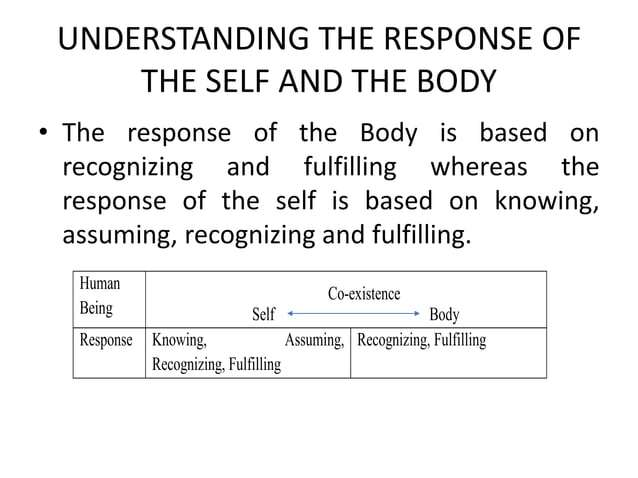 UNDERSTANDING THE RESPONSE OF
THE SELF AND THE BODY
• The response of the Body is based on
recognizing and fulfilling whereas the
response of the self is based on knowing,
assuming, recognizing and fulfilling.
Human
Being
Co-existence
Self Body
Response
Knowing, Assuming,
Recognizing, Fulfilling
Recognizing, Fulfilling